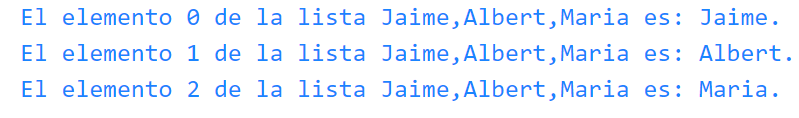 El elemento 0 de la lista Jaime,Albert,Maria es: Jaime.
El elemento 1 de la lista Jaime,Albert,Maria es: Albert.
El elemento 2 de la lista Jaime,Albert,Maria es: Maria.